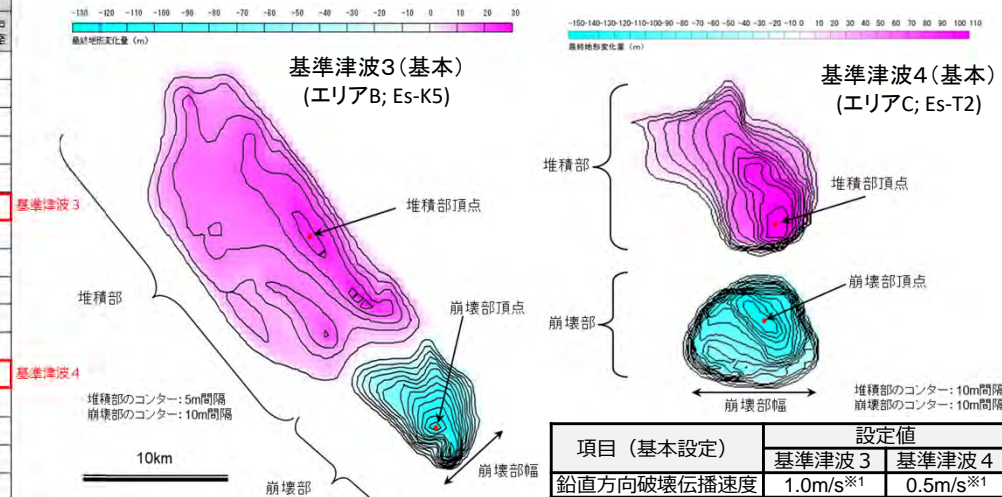 -130 -120 -110 -100 -90 -80 -70 -60 -50 -40 -30 -20 -10 0 10 20 30
最終地形変化量（m）
基準津波3(基本)
(エリアB; Es-K5)
堆積部頂点
堆積部
崩壊部頂点
堆積部のコンター：5m間隔
崩壊部のコンター：10m間隔
10km
崩壊部
崩壊部幅
基準津波3
基準津波4
-150-140-130-120-110-100-90 -80 -70 -60 -50 -40 -30 -20 -10 0 10 20 30 40 50 60 70 80 90 100 110
最終地形変化量（m）
基準津波4(基本)
(エリアC; Es-T2)
堆積部
堆積部頂点
崩壊部頂点
崩壊部
崩壊部幅
堆積部のコンター：10m間隔
崩壊部のコンター：10m間隔
項目（基本設定） 設定値
基準津波3 基準津波4
鉛直方向破壊伝播速度 1.0m/s※1 0.5m/s※1